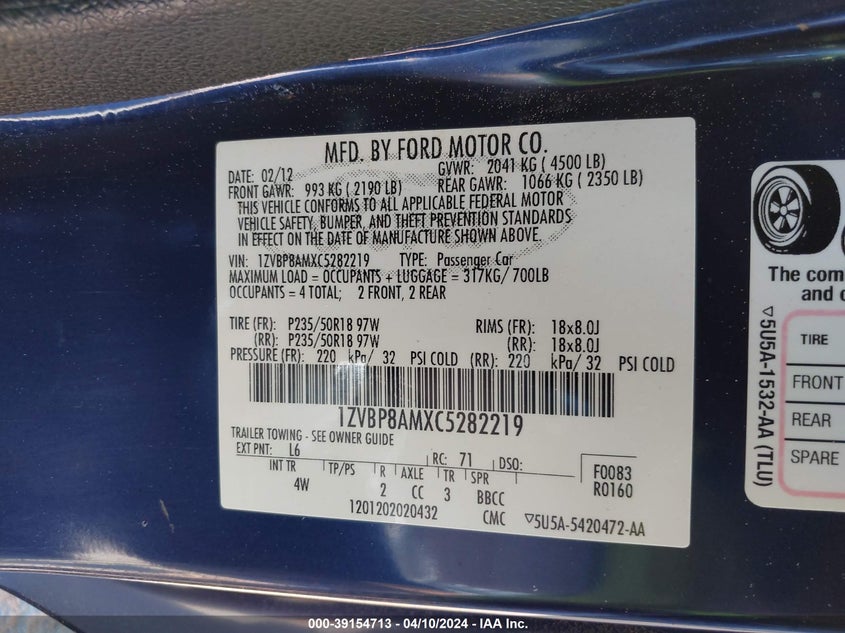 MFD. BY FORD MOTOR CO.
DATE: 02/12 GVWR: 2041 KG (4500 LB)
FRONT GAWR: 993 KG (2190 LB) REAR GAWR: 1066 KG (2350 LB)
THIS VEHICLE CONFORMS TO ALL APPLICABLE FEDERAL MOTOR
VEHICLE SAFETY, BUMPER, AND THEFT PREVENTION STANDARDS
IN EFFECT ON THE DATE OF MANUFACTURE SHOWN ABOVE.
VIN: 1ZVBP8AMXC5282219 TYPE: Passenger Car
MAXIMUM LOAD = OCCUPANTS + LUGGAGE = 317KG/ 700LB
OCCUPANTS = 4 TOTAL; 2 FRONT, 2 REAR
TIRE (FR): P235/50R18 97W RIMS (FR): 18x8.0J
(RR): P235/50R18 97W (RR): 18x8.0J
PRESSURE (FR): 220 kPa/ 32 PSI COLD (RR): 220 kPa/ 32 PSI COLD
1ZVBP8AMXC5282219
TRAILER TOWING - SEE OWNER GUIDE
EXT PNT: L6 RC: 71 DSO: F0083
INT TR TP/PS R AXLE TR SPR R0160
4W 2 CC 3 BBCC
1201202020432 CMC ▽5U5A-5420472-AA
The com
and o
TIRE
FRONT
REAR
SPARE
▽5U5A-1532-AA (TLU)
000-39154713 - 04/10/2024 - IAA Inc.